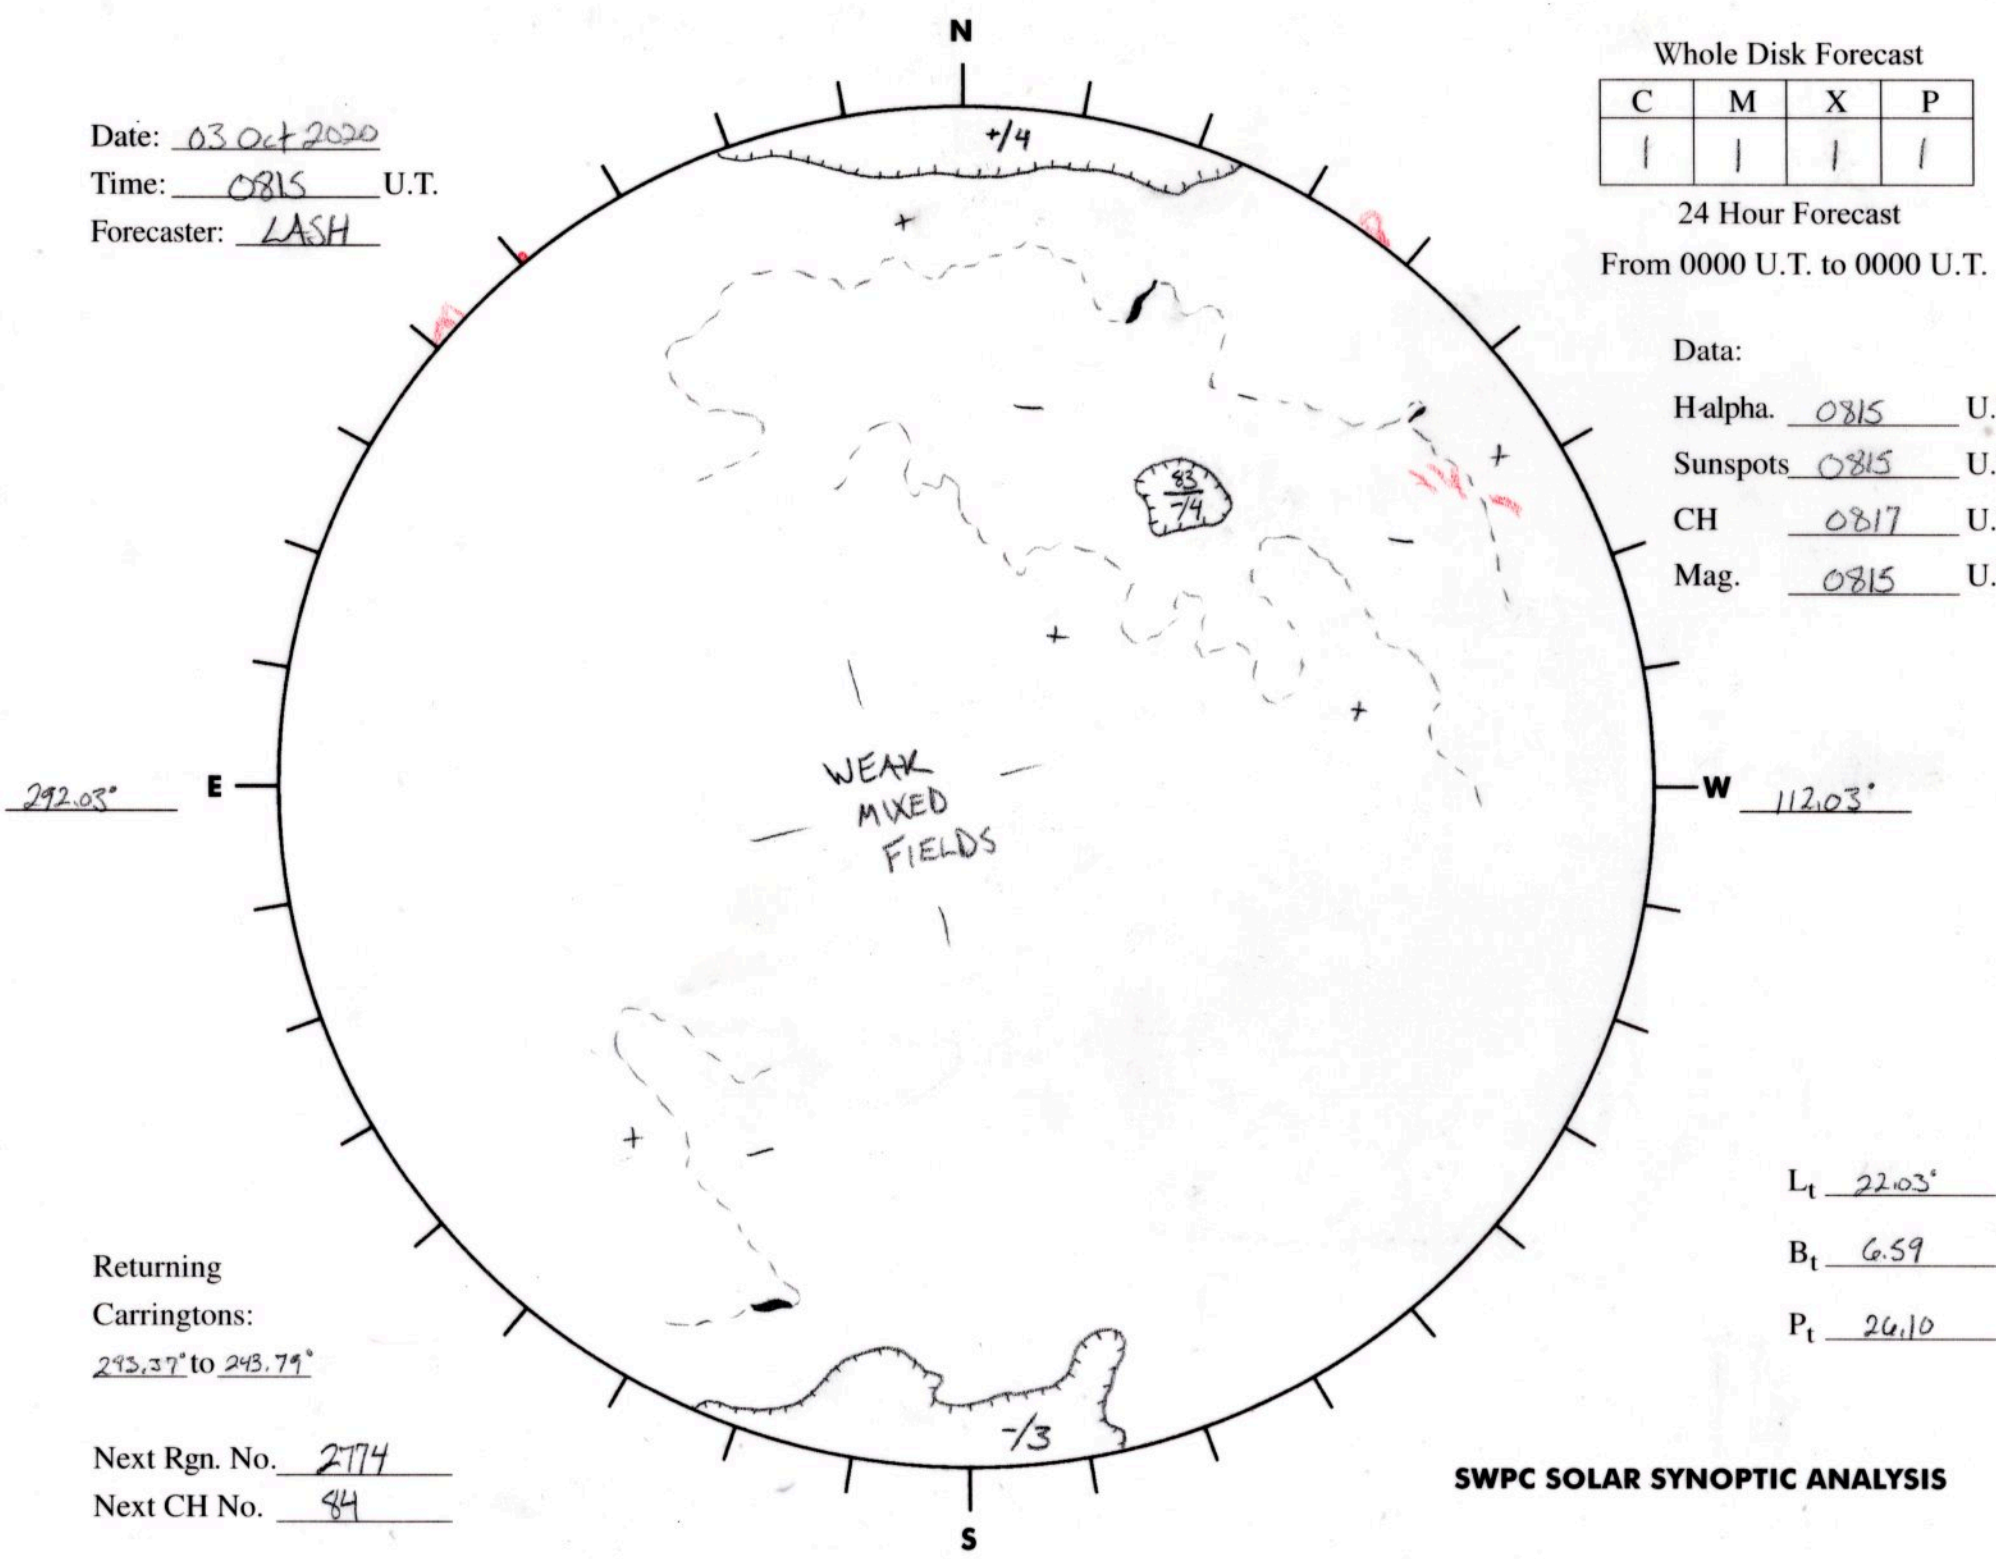 N
Whole Disk Forecast
C M X P
1 1 1 1
24 Hour Forecast
From 0000 U.T. to 0000 U.T.
Date: 03 Oct 2020
Time: 0815 U.T.
Forecaster: LASH
+/4
+
Data:
H-alpha. 0815 U.
Sunspots 0815 U.
CH 0817 U.
Mag. 0815 U.
−
+
83
-/4
−
+
+
292.03° E
WEAK
MIXED
FIELDS
W 112.03°
+
−
Lt 22.03°
Bt 6.59
Pt 26.10
Returning
Carringtons:
293.37° to 243.79°
-/3
Next Rgn. No. 2774
Next CH No. 84
SWPC SOLAR SYNOPTIC ANALYSIS
S